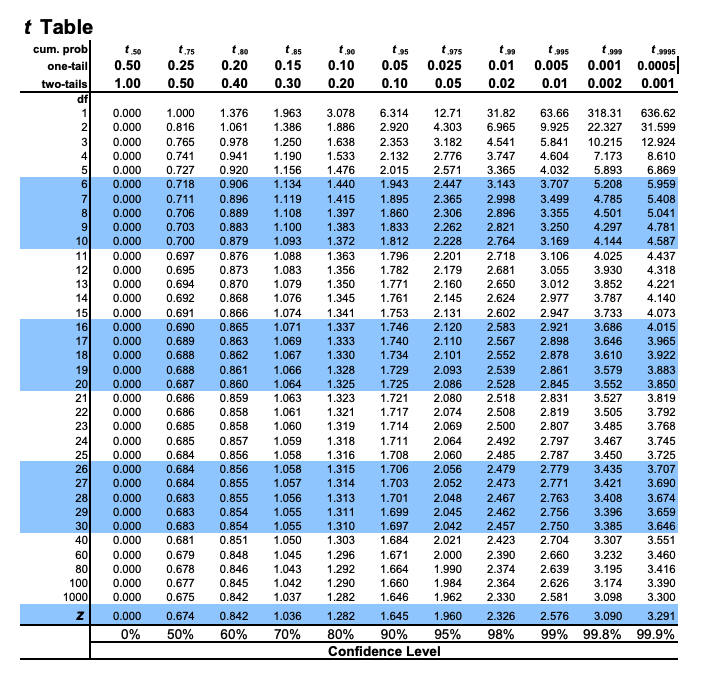 t Table
cum. prob t .50 t .75 t .80 t .85 t .90 t .95 t .975 t .99 t .995 t .999 t .9995
one-tail 0.50 0.25 0.20 0.15 0.10 0.05 0.025 0.01 0.005 0.001 0.0005
two-tails 1.00 0.50 0.40 0.30 0.20 0.10 0.05 0.02 0.01 0.002 0.001
df
1 0.000 1.000 1.376 1.963 3.078 6.314 12.71 31.82 63.66 318.31 636.62
2 0.000 0.816 1.061 1.386 1.886 2.920 4.303 6.965 9.925 22.327 31.599
3 0.000 0.765 0.978 1.250 1.638 2.353 3.182 4.541 5.841 10.215 12.924
4 0.000 0.741 0.941 1.190 1.533 2.132 2.776 3.747 4.604 7.173 8.610
5 0.000 0.727 0.920 1.156 1.476 2.015 2.571 3.365 4.032 5.893 6.869
6 0.000 0.718 0.906 1.134 1.440 1.943 2.447 3.143 3.707 5.208 5.959
7 0.000 0.711 0.896 1.119 1.415 1.895 2.365 2.998 3.499 4.785 5.408
8 0.000 0.706 0.889 1.108 1.397 1.860 2.306 2.896 3.355 4.501 5.041
9 0.000 0.703 0.883 1.100 1.383 1.833 2.262 2.821 3.250 4.297 4.781
10 0.000 0.700 0.879 1.093 1.372 1.812 2.228 2.764 3.169 4.144 4.587
11 0.000 0.697 0.876 1.088 1.363 1.796 2.201 2.718 3.106 4.025 4.437
12 0.000 0.695 0.873 1.083 1.356 1.782 2.179 2.681 3.055 3.930 4.318
13 0.000 0.694 0.870 1.079 1.350 1.771 2.160 2.650 3.012 3.852 4.221
14 0.000 0.692 0.868 1.076 1.345 1.761 2.145 2.624 2.977 3.787 4.140
15 0.000 0.691 0.866 1.074 1.341 1.753 2.131 2.602 2.947 3.733 4.073
16 0.000 0.690 0.865 1.071 1.337 1.746 2.120 2.583 2.921 3.686 4.015
17 0.000 0.689 0.863 1.069 1.333 1.740 2.110 2.567 2.898 3.646 3.965
18 0.000 0.688 0.862 1.067 1.330 1.734 2.101 2.552 2.878 3.610 3.922
19 0.000 0.688 0.861 1.066 1.328 1.729 2.093 2.539 2.861 3.579 3.883
20 0.000 0.687 0.860 1.064 1.325 1.725 2.086 2.528 2.845 3.552 3.850
21 0.000 0.686 0.859 1.063 1.323 1.721 2.080 2.518 2.831 3.527 3.819
22 0.000 0.686 0.858 1.061 1.321 1.717 2.074 2.508 2.819 3.505 3.792
23 0.000 0.685 0.858 1.060 1.319 1.714 2.069 2.500 2.807 3.485 3.768
24 0.000 0.685 0.857 1.059 1.318 1.711 2.064 2.492 2.797 3.467 3.745
25 0.000 0.684 0.856 1.058 1.316 1.708 2.060 2.485 2.787 3.450 3.725
26 0.000 0.684 0.856 1.058 1.315 1.706 2.056 2.479 2.779 3.435 3.707
27 0.000 0.684 0.855 1.057 1.314 1.703 2.052 2.473 2.771 3.421 3.690
28 0.000 0.683 0.855 1.056 1.313 1.701 2.048 2.467 2.763 3.408 3.674
29 0.000 0.683 0.854 1.055 1.311 1.699 2.045 2.462 2.756 3.396 3.659
30 0.000 0.683 0.854 1.055 1.310 1.697 2.042 2.457 2.750 3.385 3.646
40 0.000 0.681 0.851 1.050 1.303 1.684 2.021 2.423 2.704 3.307 3.551
60 0.000 0.679 0.848 1.045 1.296 1.671 2.000 2.390 2.660 3.232 3.460
80 0.000 0.678 0.846 1.043 1.292 1.664 1.990 2.374 2.639 3.195 3.416
100 0.000 0.677 0.845 1.042 1.290 1.660 1.984 2.364 2.626 3.174 3.390
1000 0.000 0.675 0.842 1.037 1.282 1.646 1.962 2.330 2.581 3.098 3.300
z 0.000 0.674 0.842 1.036 1.282 1.645 1.960 2.326 2.576 3.090 3.291
0% 50% 60% 70% 80% 90% 95% 98% 99% 99.8% 99.9%
Confidence Level